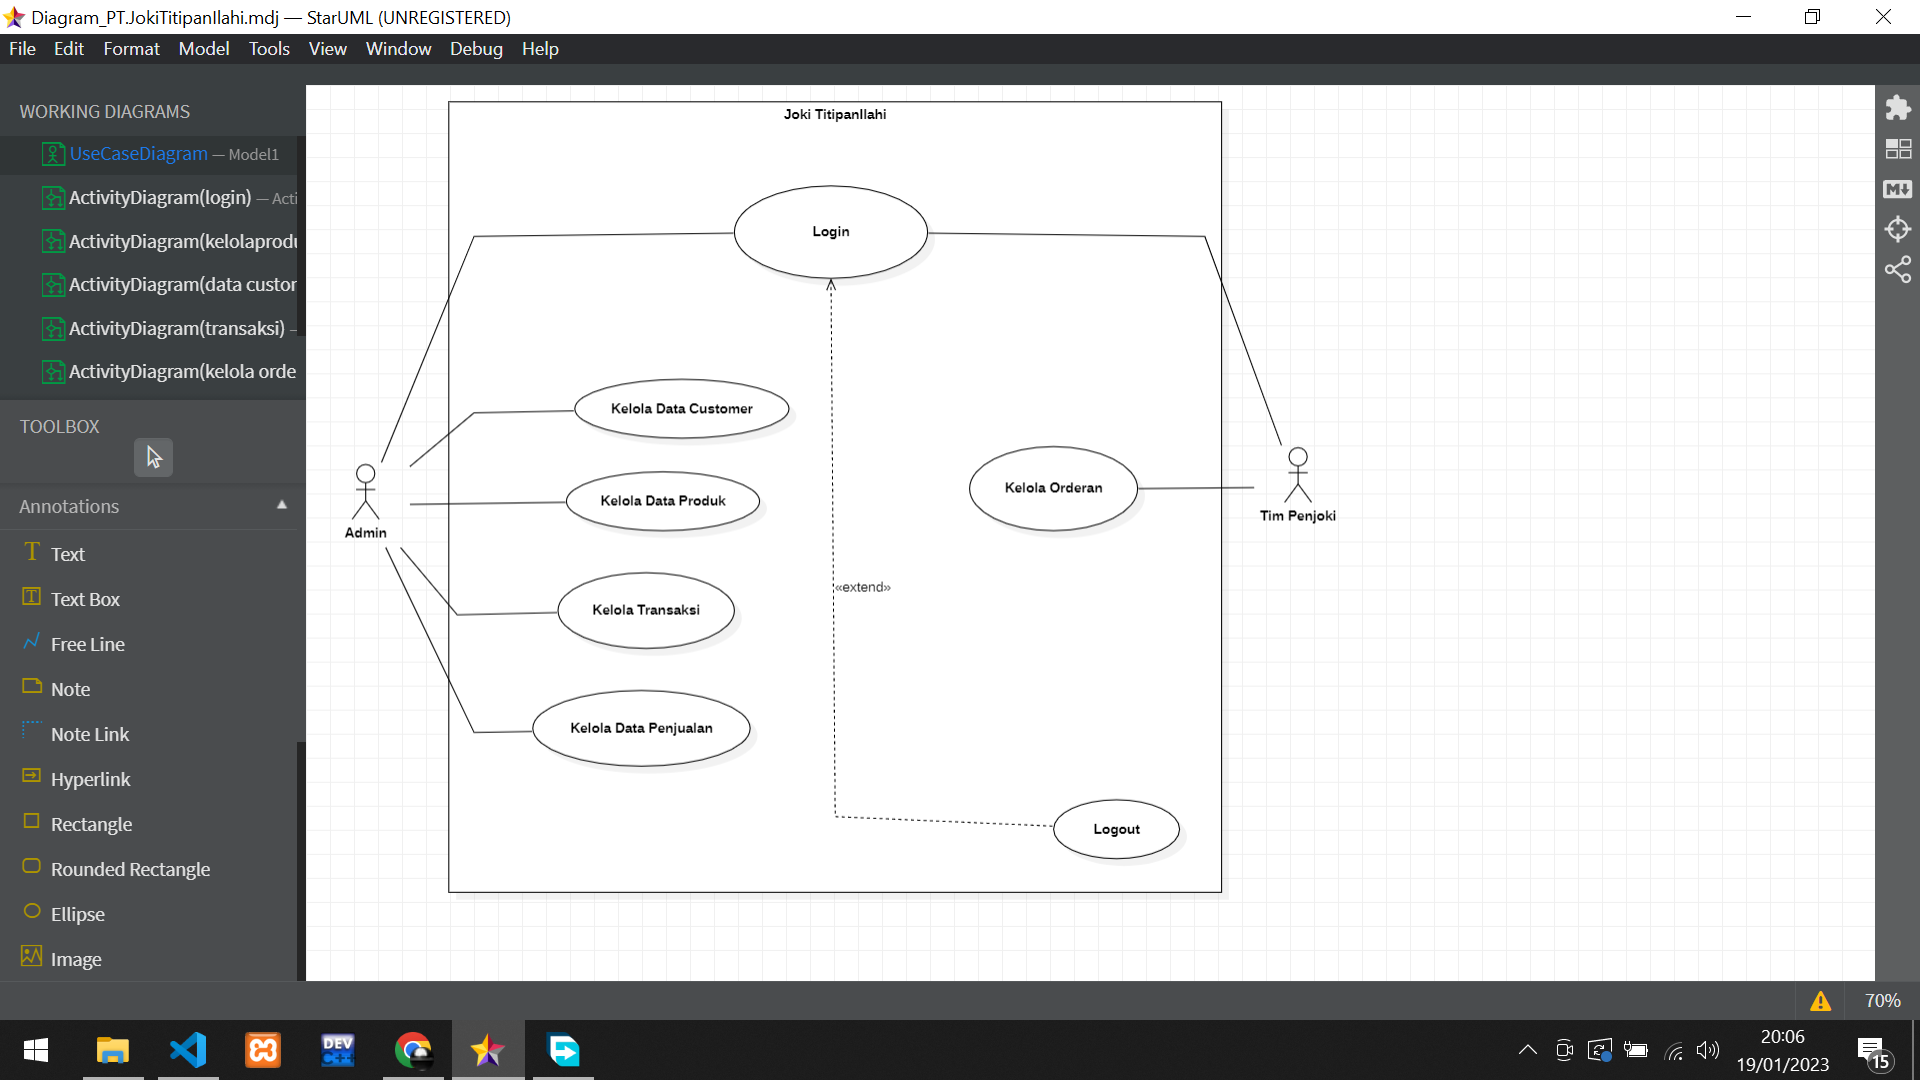 Diagram_PT.JokiTitipanIlahi.mdj — StarUML (UNREGISTERED)
File Edit Format Model Tools View Window Debug Help
WORKING DIAGRAMS
UseCaseDiagram — Model1
ActivityDiagram(login) — Acti
ActivityDiagram(kelolaprodu
ActivityDiagram(data custor
ActivityDiagram(transaksi) –
ActivityDiagram(kelola orde
TOOLBOX
Annotations
Text
Text Box
Free Line
Note
Note Link
Hyperlink
Rectangle
Rounded Rectangle
Ellipse
Image
Joki TitipanIlahi
Login
Kelola Data Customer
Kelola Data Produk
Kelola Orderan
Admin
Tim Penjoki
«extend»
Kelola Transaksi
Kelola Data Penjualan
Logout
70%
DEV
C++
20:06
19/01/2023
15